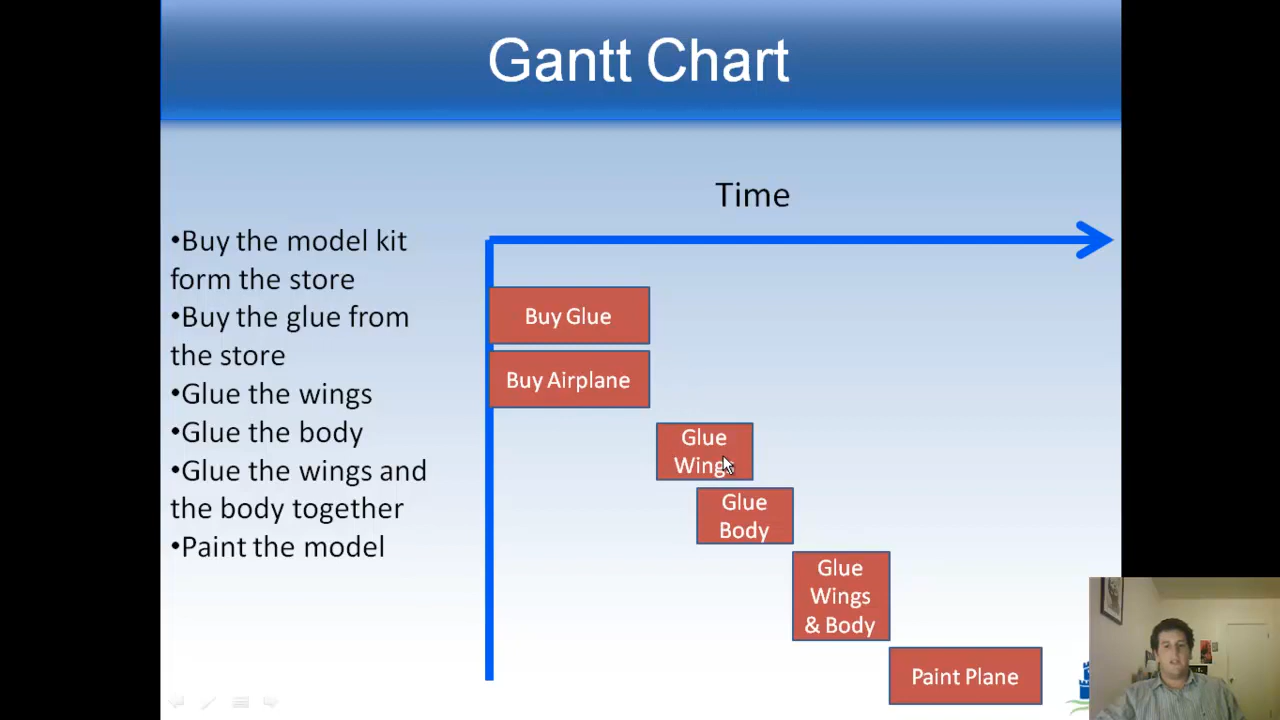 Gantt Chart
Time
•Buy the model kit
form the store
•Buy the glue from
the store
•Glue the wings
•Glue the body
•Glue the wings and
the body together
•Paint the model
Buy Glue
Buy Airplane
Glue
Wings
Glue
Body
Glue
Wings
& Body
Paint Plane